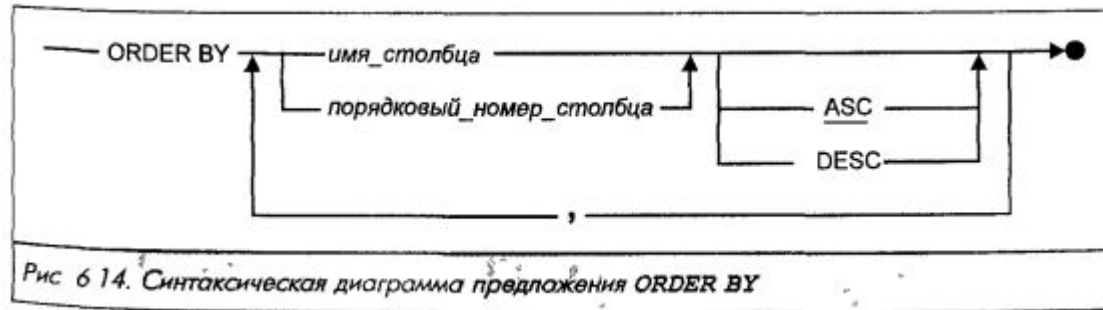 ORDER BY имя_столбца
порядковый_номер_столбца
ASC
DESC
,
Рис 6 14. Синтаксическая диаграмма предложения ORDER BY